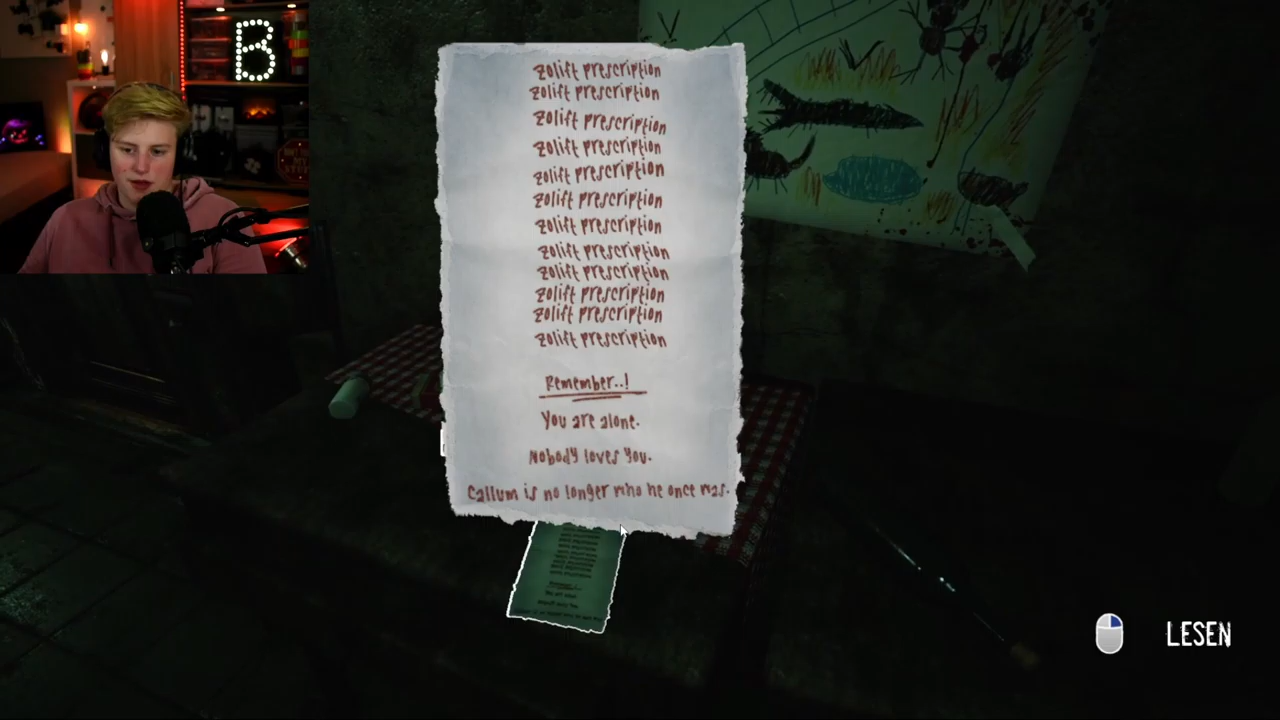 B
Zolift prescription
Zolift prescription
Zolift prescription
Zolift prescription
Zolift prescription
Zolift prescription
Zolift prescription
Zolift prescription
Zolift prescription
Zolift prescription
Zolift prescription
Zolift prescription
Remember..!
You are alone.
Nobody loves you.
Callum is no longer who he once was.
LESEN